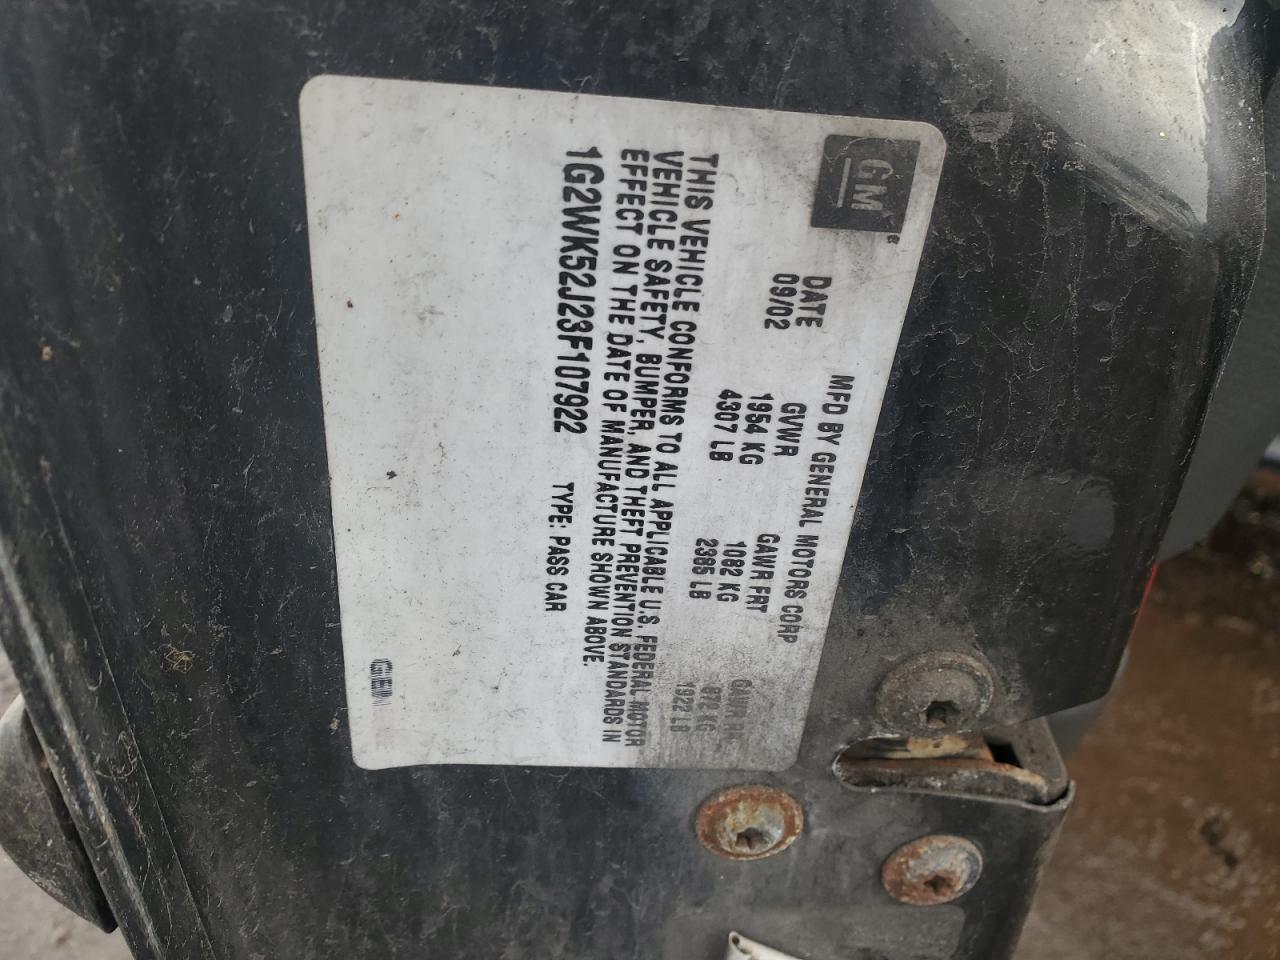 GM®
MFD BY GENERAL MOTORS CORP
DATE GVWR GAWR FRT GAWR RR
09/02 1954 KG 1082 KG 872 KG
4307 LB 2385 LB 1922 LB
THIS VEHICLE CONFORMS TO ALL APPLICABLE U.S. FEDERAL MOTOR
VEHICLE SAFETY, BUMPER, AND THEFT PREVENTION STANDARDS IN
EFFECT ON THE DATE OF MANUFACTURE SHOWN ABOVE.
1G2WK52J23F107922 TYPE: PASS CAR